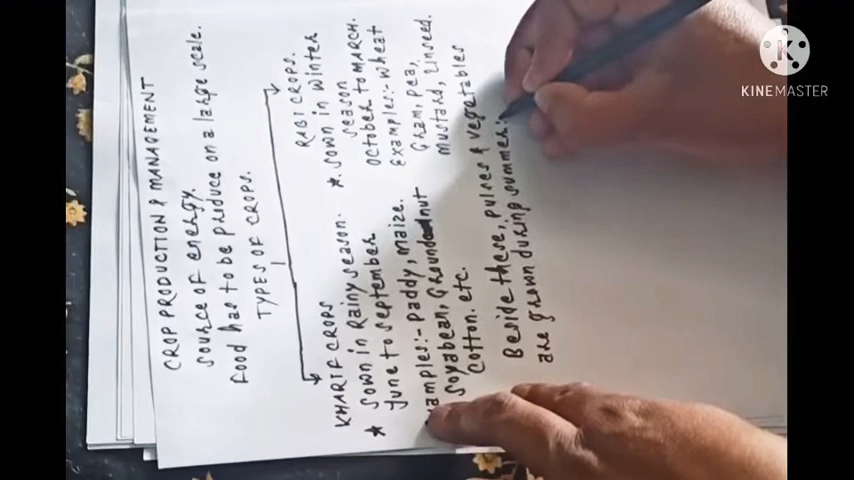 CROP PRODUCTION & MANAGEMENT
source of energy.
Food has to be produce on a large scale.
TYPES OF CROPS.
KHARIF CROPS
★ sown in Rainy season.
June to september
Examples:- paddy, maize.
soyabean, Groundnut
cotton. etc.
RABI CROPS.
★. sown in winter
season
october to MARCH.
Examples:- wheat
Gram, pea,
mustard, Linseed.
Beside these, pulses & vegetables
are grown during summer.
KINEMASTER